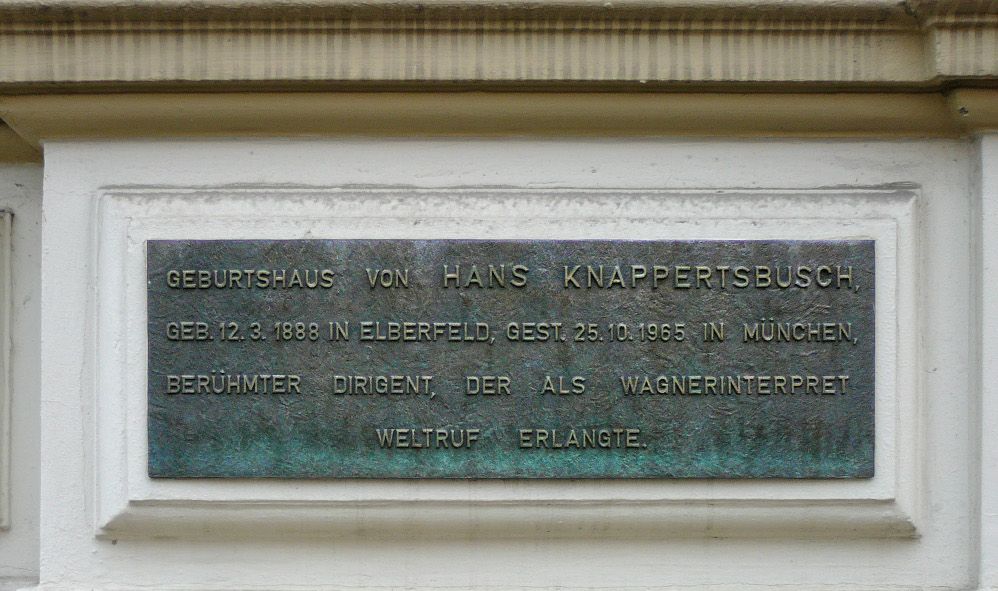 GEBURTSHAUS VON HANS KNAPPERTSBUSCH,
GEB. 12. 3. 1888 IN ELBERFELD, GEST. 25. 10. 1965 IN MÜNCHEN,
BERÜHMTER DIRIGENT, DER ALS WAGNERINTERPRET
WELTRUF ERLANGTE.